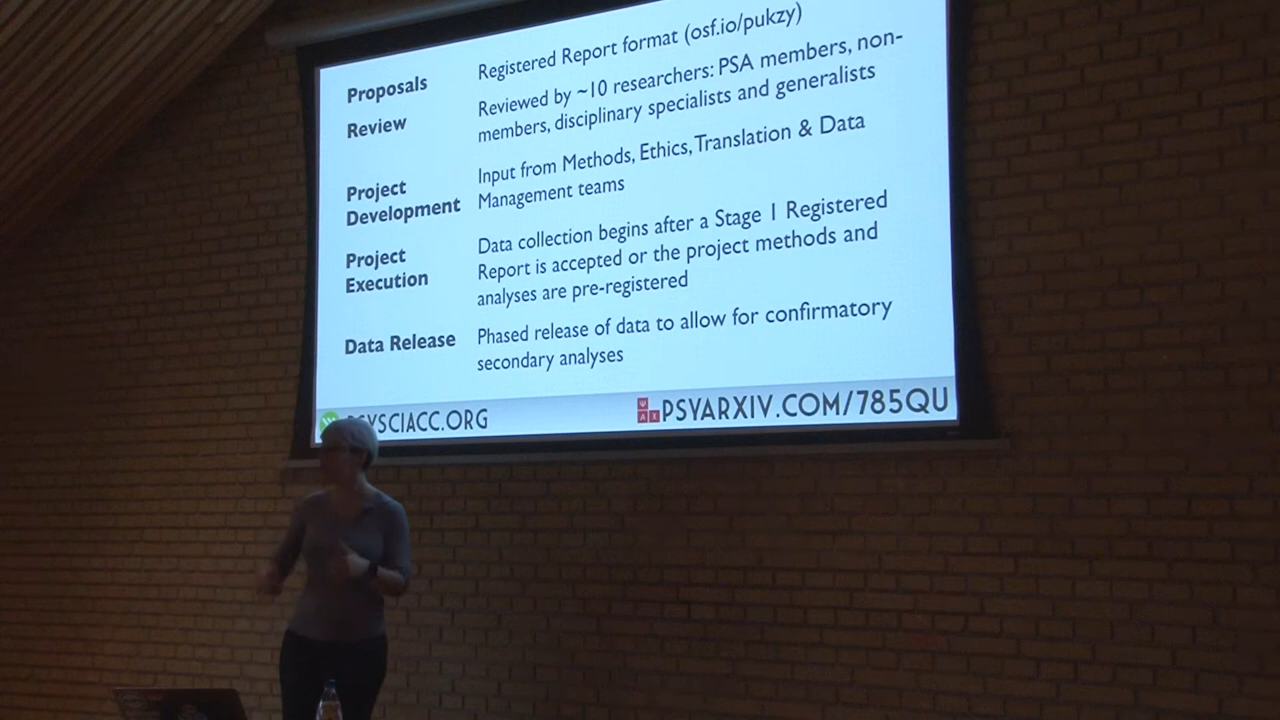 Proposals
Registered Report format (osf.io/pukzy)
Review
Reviewed by ~10 researchers: PSA members, non-
members, disciplinary specialists and generalists
Project
Development
Input from Methods, Ethics, Translation & Data
Management teams
Project
Execution
Data collection begins after a Stage 1 Registered
Report is accepted or the project methods and
analyses are pre-registered
Data Release
Phased release of data to allow for confirmatory
secondary analyses
PSYSCIACC.ORG
PSYARXIV.COM/785QU